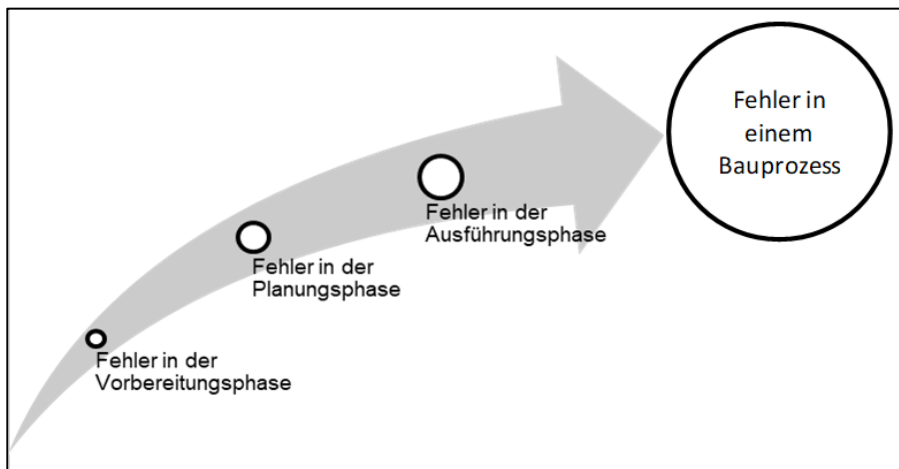 Fehler in
einem
Bauprozess
Fehler in der
Ausführungsphase
Fehler in der
Planungsphase
Fehler in der
Vorbereitungsphase